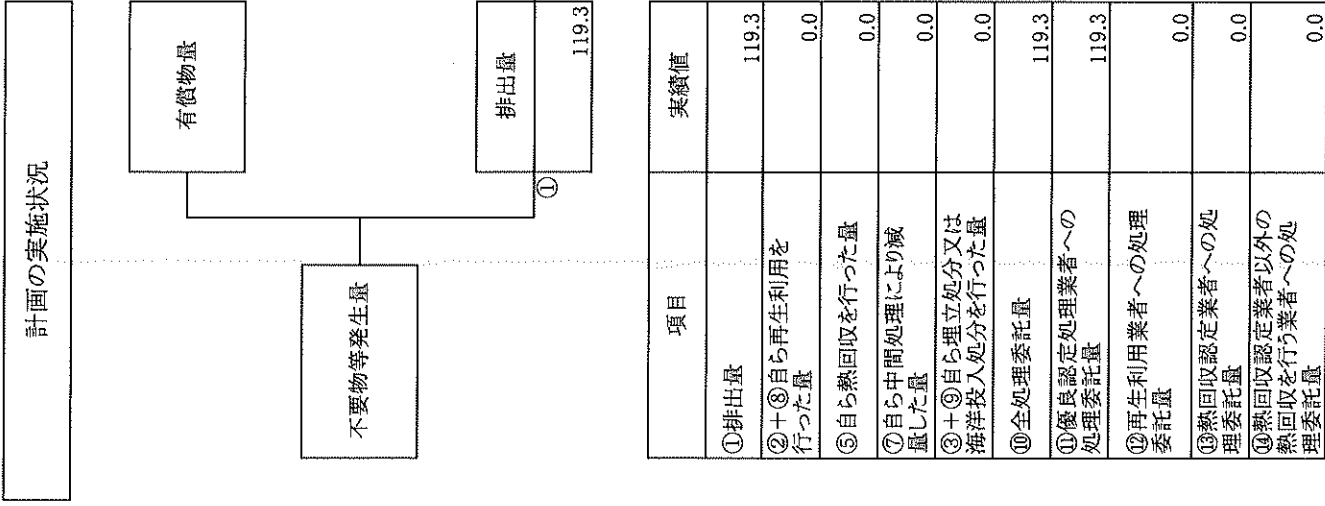 計画の実施状況
有償物量
不要物等発生量
排出量
①
119.3
項目 実績値
①排出量 119.3
②+⑧自ら再生利用を
行った量 0.0
⑤自ら熱回収を行った量 0.0
⑦自ら中間処理により減
量した量 0.0
③+⑨自ら埋立処分又は
海洋投入処分を行った量 0.0
⑩全処理委託量 119.3
⑪優良認定処理業者への
処理委託量 119.3
⑫再生利用業者への処理
委託量 0.0
⑬熱回収認定業者への処
理委託量 0.0
⑭熱回収認定業者以外の
熱回収を行う業者への処
理委託量 0.0